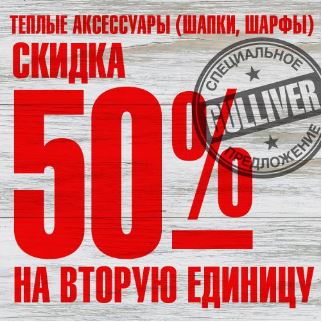 ТЕПЛЫЕ АКСЕССУАРЫ (ШАПКИ, ШАРФЫ)
СКИДКА
СПЕЦИАЛЬНОЕ
GULLIVER
ПРЕДЛОЖЕНИЕ
50%
НА ВТОРУЮ ЕДИНИЦУ